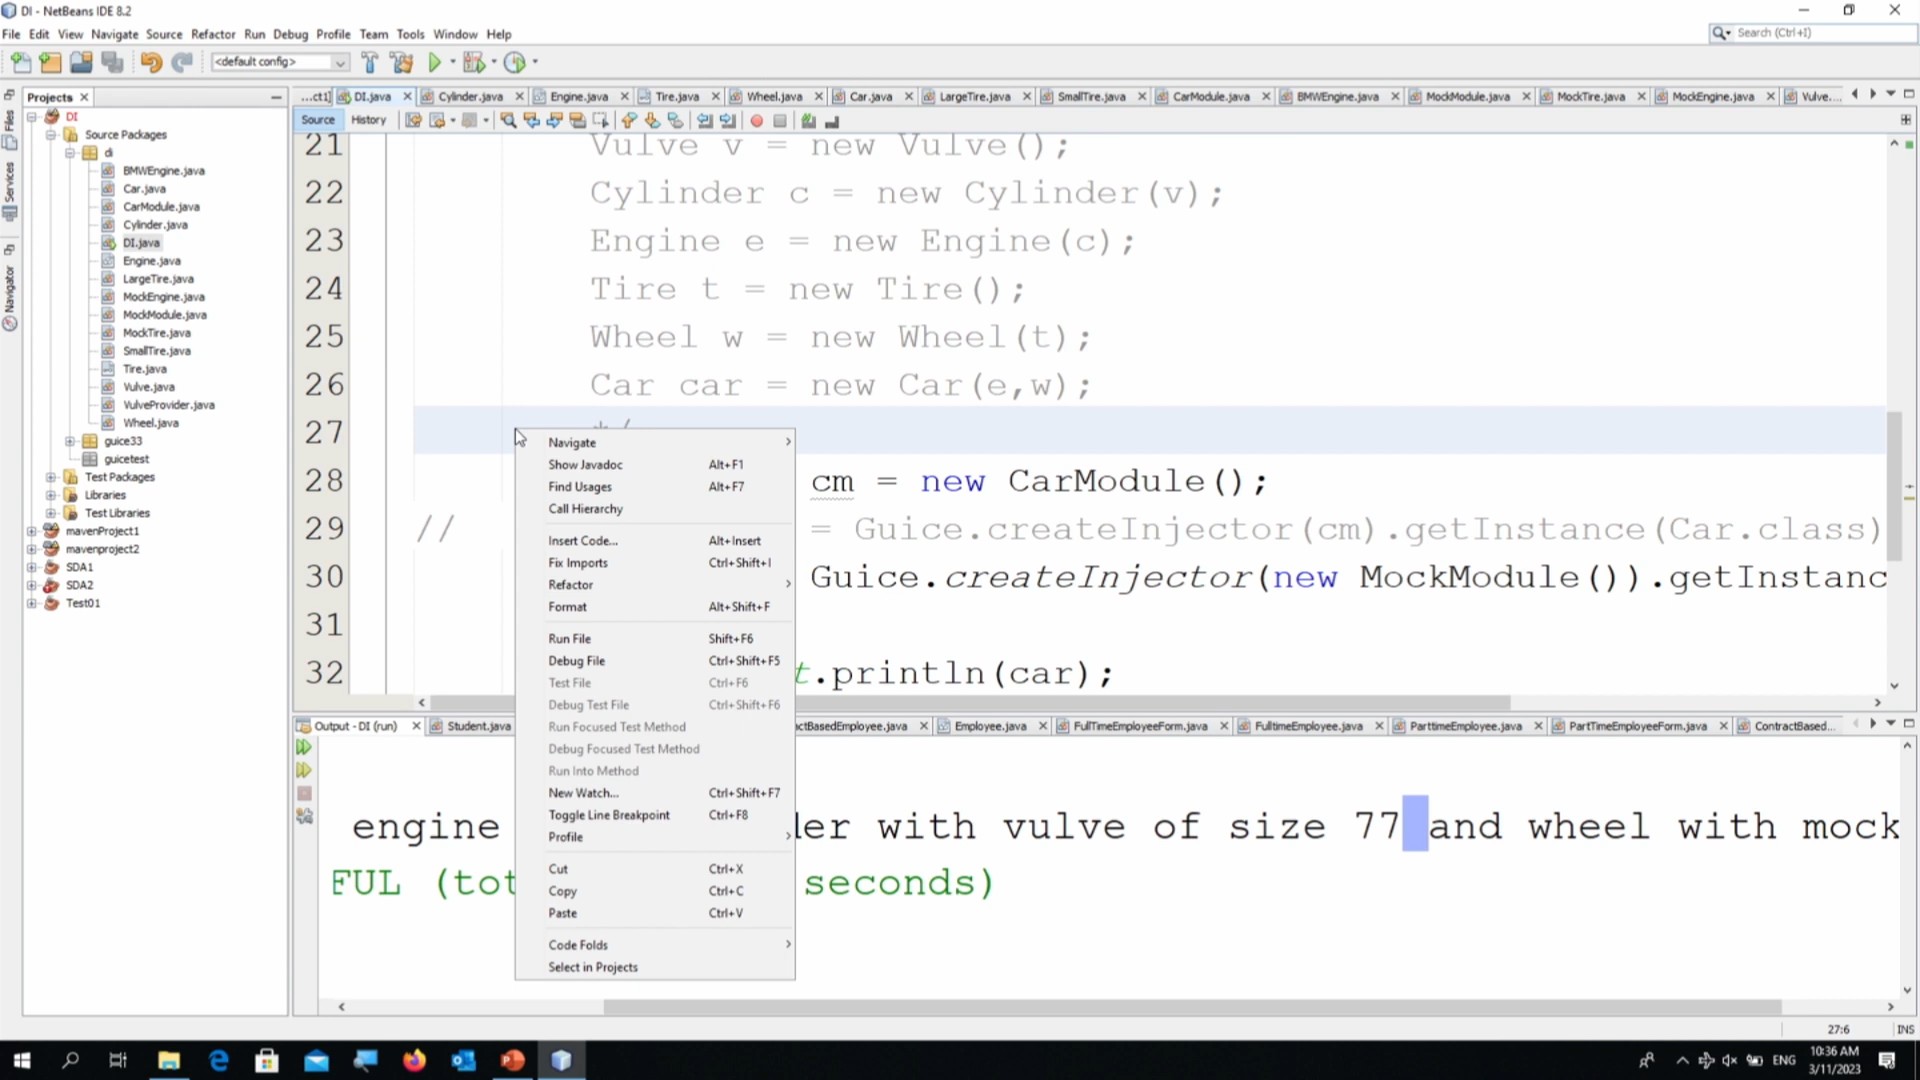 DI - NetBeans IDE 8.2
File Edit View Navigate Source Refactor Run Debug Profile Team Tools Window Help
Search (Ctrl+I)
<default config>
Projects
...ct1] DI.java Cylinder.java Engine.java Tire.java Wheel.java Car.java LargeTire.java SmallTire.java CarModule.java BMWEngine.java MockModule.java MockTire.java MockEngine.java Vulve....
Source History
Files
Services
Navigator
DI
Source Packages
di
BMWEngine.java
Car.java
CarModule.java
Cylinder.java
DI.java
Engine.java
LargeTire.java
MockEngine.java
MockModule.java
MockTire.java
SmallTire.java
Tire.java
Vulve.java
VulveProvider.java
Wheel.java
guice33
guicetest
Test Packages
Libraries
Test Libraries
mavenProject1
mavenproject2
SDA1
SDA2
Test01
21 Vulve v = new Vulve();
22 Cylinder c = new Cylinder(v);
23 Engine e = new Engine(c);
24 Tire t = new Tire();
25 Wheel w = new Wheel(t);
26 Car car = new Car(e,w);
27 */
28 cm = new CarModule();
29 // = Guice.createInjector(cm).getInstance(Car.class)
30 Guice.createInjector(new MockModule()).getInstanc
31
32 t.println(car);
Navigate
Show Javadoc Alt+F1
Find Usages Alt+F7
Call Hierarchy
Insert Code... Alt+Insert
Fix Imports Ctrl+Shift+I
Refactor
Format Alt+Shift+F
Run File Shift+F6
Debug File Ctrl+Shift+F5
Test File Ctrl+F6
Debug Test File Ctrl+Shift+F6
Run Focused Test Method
Debug Focused Test Method
Run Into Method
New Watch... Ctrl+Shift+F7
Toggle Line Breakpoint Ctrl+F8
Profile
Cut Ctrl+X
Copy Ctrl+C
Paste Ctrl+V
Code Folds
Select in Projects
Output - DI (run) Student.java ctBasedEmployee.java Employee.java FullTimeEmployeeForm.java FulltimeEmployee.java ParttimeEmployee.java PartTimeEmployeeForm.java ContractBased...
engine der with vulve of size 77 and wheel with mock
FUL (tot seconds)
27:6 INS
ENG
10:36 AM
3/11/2023